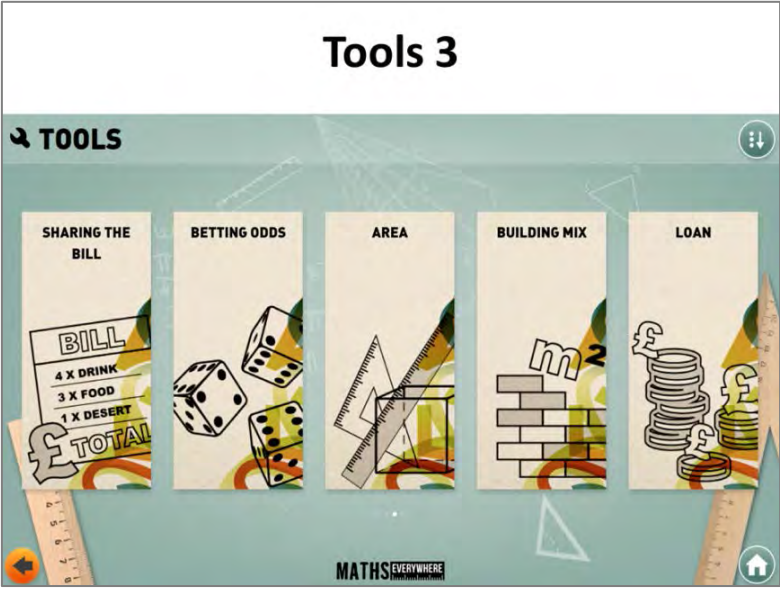 Tools 3
TOOLS
SHARING THE
BILL
BILL
4 X DRINK
3 X FOOD
1 X DESERT
£ TOTAL
BETTING ODDS
AREA
BUILDING MIX
m2
LOAN
£
£
£
MATHS EVERYWHERE